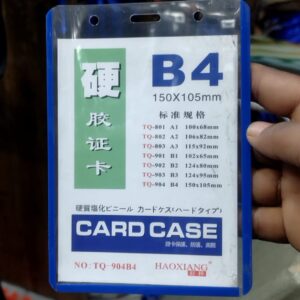 硬
胶
证
卡
B4
150X105mm
标准规格
TQ-801 A1 100x68mm
TQ-802 A2 106x82mm
TQ-803 A3 115x92mm
TQ-901 B1 102x65mm
TQ-902 B2 124x80mm
TQ-903 B3 124x95mm
TQ-904 B4 150x105mm
硬質塩化ビニール カードケース(ハードタイプ)
CARD CASE
NO: TQ-904B4
HAOXIANG